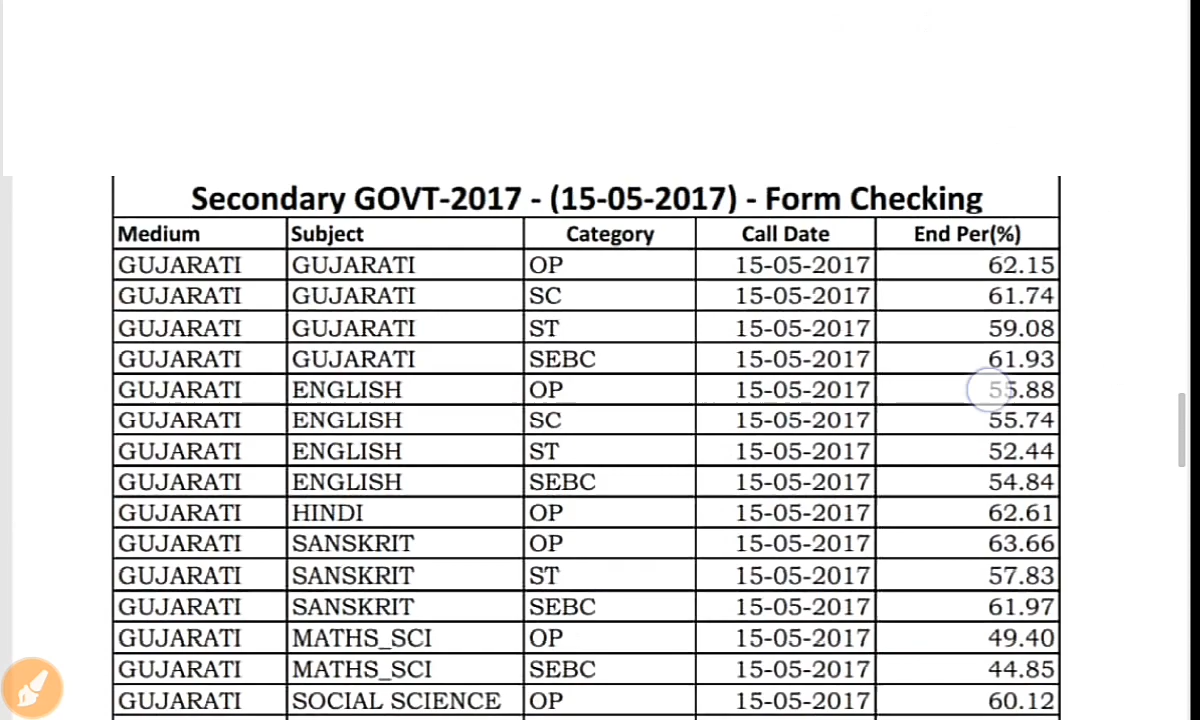 Secondary GOVT-2017 - (15-05-2017) - Form Checking
Medium Subject Category Call Date End Per(%)
GUJARATI GUJARATI OP 15-05-2017 62.15
GUJARATI GUJARATI SC 15-05-2017 61.74
GUJARATI GUJARATI ST 15-05-2017 59.08
GUJARATI GUJARATI SEBC 15-05-2017 61.93
GUJARATI ENGLISH OP 15-05-2017 55.88
GUJARATI ENGLISH SC 15-05-2017 55.74
GUJARATI ENGLISH ST 15-05-2017 52.44
GUJARATI ENGLISH SEBC 15-05-2017 54.84
GUJARATI HINDI OP 15-05-2017 62.61
GUJARATI SANSKRIT OP 15-05-2017 63.66
GUJARATI SANSKRIT ST 15-05-2017 57.83
GUJARATI SANSKRIT SEBC 15-05-2017 61.97
GUJARATI MATHS_SCI OP 15-05-2017 49.40
GUJARATI MATHS_SCI SEBC 15-05-2017 44.85
GUJARATI SOCIAL SCIENCE OP 15-05-2017 60.12